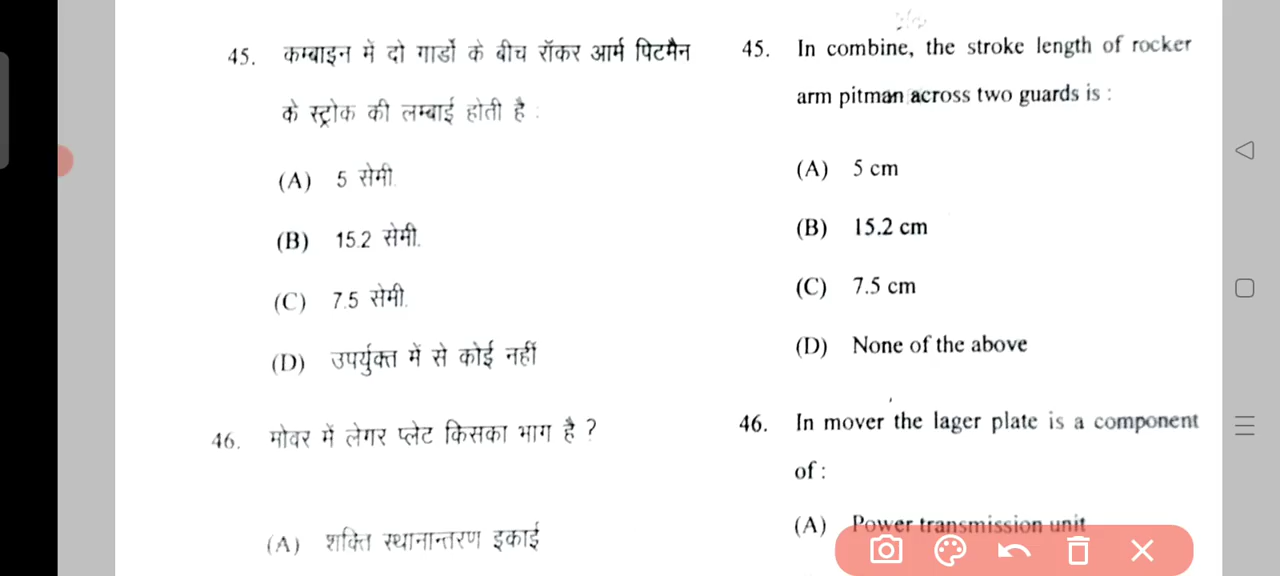 45. कम्बाइन में दो गार्डों के बीच रॉकर आर्म पिटमैन
के स्ट्रोक की लम्बाई होती है :
(A) 5 सेमी.
(B) 15.2 सेमी.
(C) 7.5 सेमी.
(D) उपर्युक्त में से कोई नहीं
46. मोवर में लेगर प्लेट किसका भाग है ?
(A) शक्ति स्थानान्तरण इकाई
45. In combine, the stroke length of rocker
arm pitman across two guards is :
(A) 5 cm
(B) 15.2 cm
(C) 7.5 cm
(D) None of the above
46. In mover the lager plate is a component
of :
(A) Power transmission unit